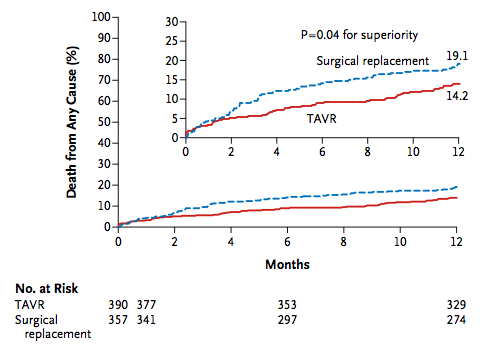 Death from Any Cause (%)
100
90
80
70
60
50
40
30
20
10
0
30
25
20
15
10
5
0
P=0.04 for superiority
Surgical replacement
19.1
14.2
TAVR
0 2 4 6 8 10 12
0 2 4 6 8 10 12
Months
No. at Risk
TAVR 390 377 353 329
Surgical 357 341 297 274
replacement